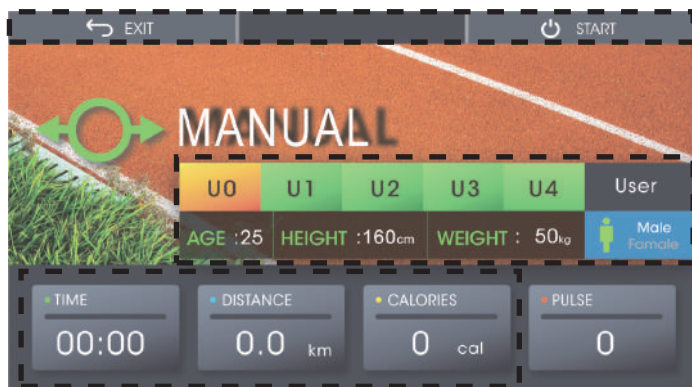 EXIT START
MANUAL
U0 U1 U2 U3 U4 User
AGE :25 HEIGHT :160cm WEIGHT : 50kg Male
Famale
TIME DISTANCE CALORIES PULSE
00:00 0.0 km 0 cal 0